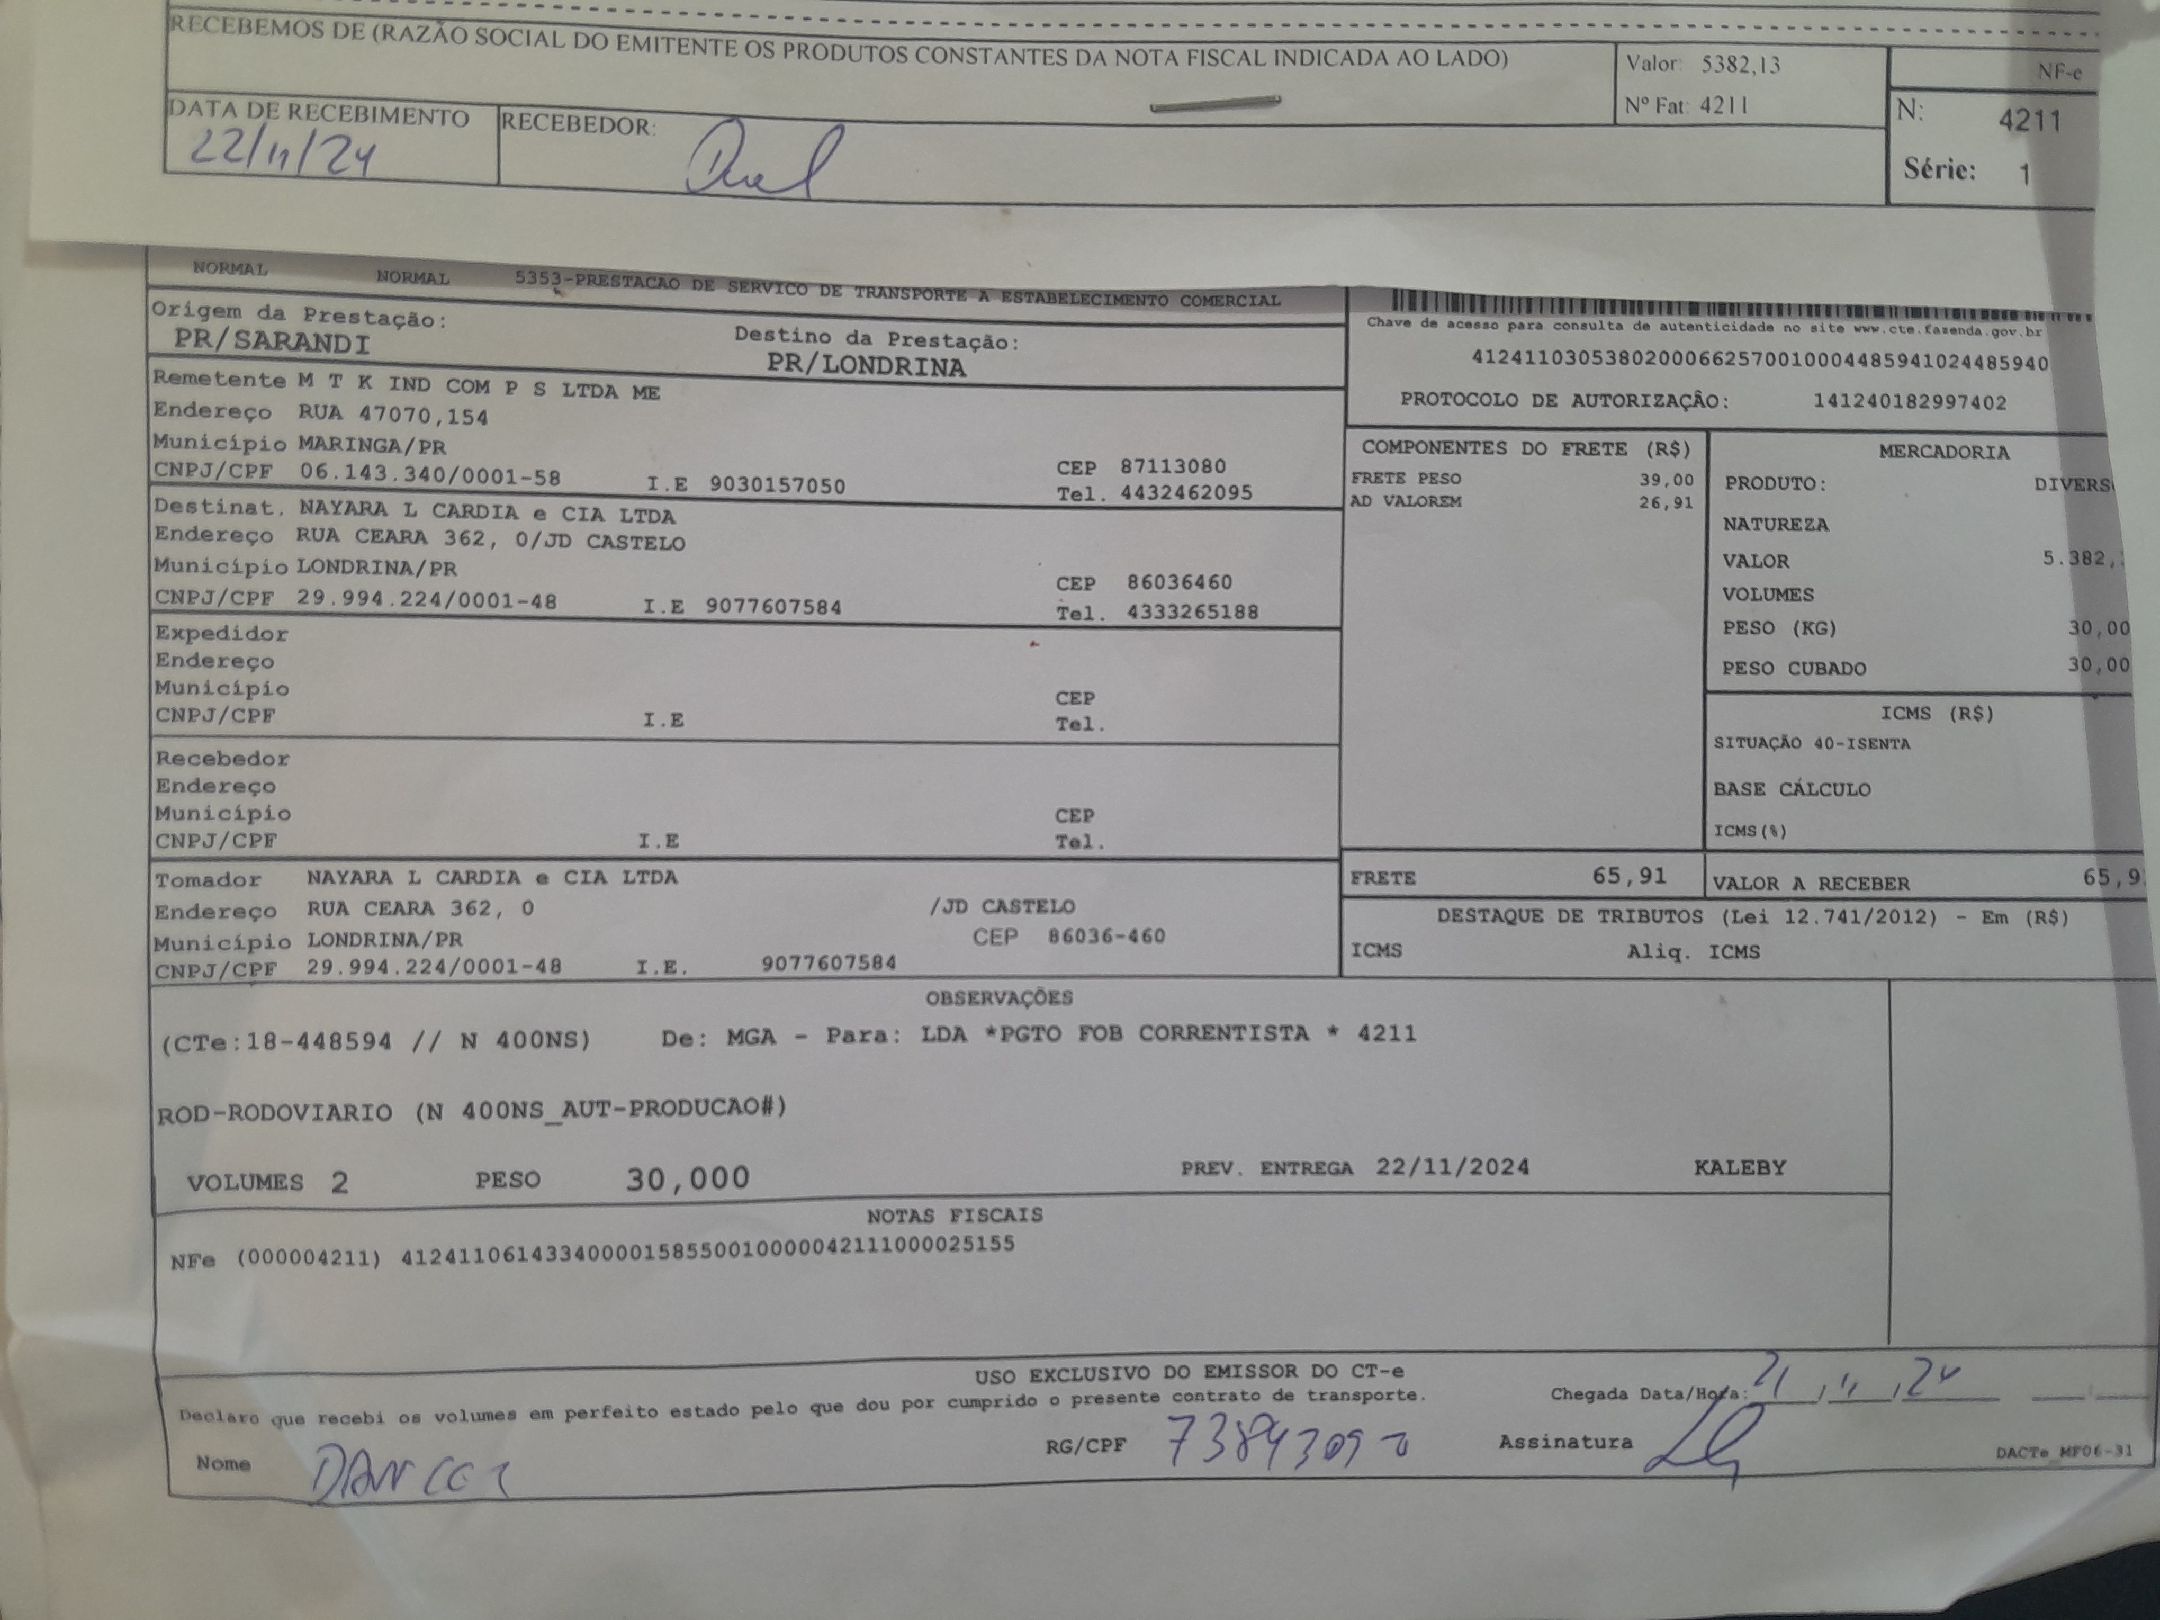 RECEBEMOS DE (RAZÃO SOCIAL DO EMITENTE OS PRODUTOS CONSTANTES DA NOTA FISCAL INDICADA AO LADO)
Valor: 5382,13
Nº Fat: 4211
NF-e
N: 4211
Série: 1
DATA DE RECEBIMENTO
22/11/24
RECEBEDOR:
NORMAL NORMAL 5353-PRESTACAO DE SERVICO DE TRANSPORTE A ESTABELECIMENTO COMERCIAL
Origem da Prestação:
PR/SARANDI
Destino da Prestação:
PR/LONDRINA
Chave de acesso para consulta de autenticidade no site www.cte.fazenda.gov.br
41241103053802000662570010004485941024485940
PROTOCOLO DE AUTORIZAÇÂO: 141240182997402
Remetente M T K IND COM P S LTDA ME
Endereço RUA 47070,154
Município MARINGA/PR
CEP 87113080
CNPJ/CPF 06.143.340/0001-58 I.E 9030157050 Tel. 4432462095
Destinat. NAYARA L CARDIA e CIA LTDA
Endereço RUA CEARA 362, 0/JD CASTELO
Município LONDRINA/PR
CEP 86036460
CNPJ/CPF 29.994.224/0001-48 I.E 9077607584 Tel. 4333265188
Expedidor
Endereço
Município CEP
CNPJ/CPF I.E Tel.
Recebedor
Endereço
Município CEP
CNPJ/CPF I.E Tel.
Tomador NAYARA L CARDIA e CIA LTDA
Endereço RUA CEARA 362, 0 /JD CASTELO
Município LONDRINA/PR CEP 86036-460
CNPJ/CPF 29.994.224/0001-48 I.E. 9077607584
COMPONENTES DO FRETE (R$)
FRETE PESO 39,00
AD VALOREM 26,91
MERCADORIA
PRODUTO: DIVERS
NATUREZA
VALOR 5.382,
VOLUMES
PESO (KG) 30,00
PESO CUBADO 30,00
ICMS (R$)
SITUAÇÃO 40-ISENTA
BASE CÁLCULO
ICMS(%)
FRETE 65,91
VALOR A RECEBER 65,9
DESTAQUE DE TRIBUTOS (Lei 12.741/2012) - Em (R$)
ICMS Aliq. ICMS
OBSERVAÇÕES
(CTe:18-448594 // N 400NS) De: MGA - Para: LDA *PGTO FOB CORRENTISTA * 4211
ROD-RODOVIARIO (N 400NS_AUT-PRODUCAO#)
VOLUMES 2 PESO 30,000 PREV. ENTREGA 22/11/2024 KALEBY
NOTAS FISCAIS
NFe (000004211) 41241106143340000158550010000042111000025155
USO EXCLUSIVO DO EMISSOR DO CT-e
Declaro que recebi os volumes em perfeito estado pelo que dou por cumprido o presente contrato de transporte.
Chegada Data/Hora:
Nome
RG/CPF
Assinatura
DACTe_MF06-31